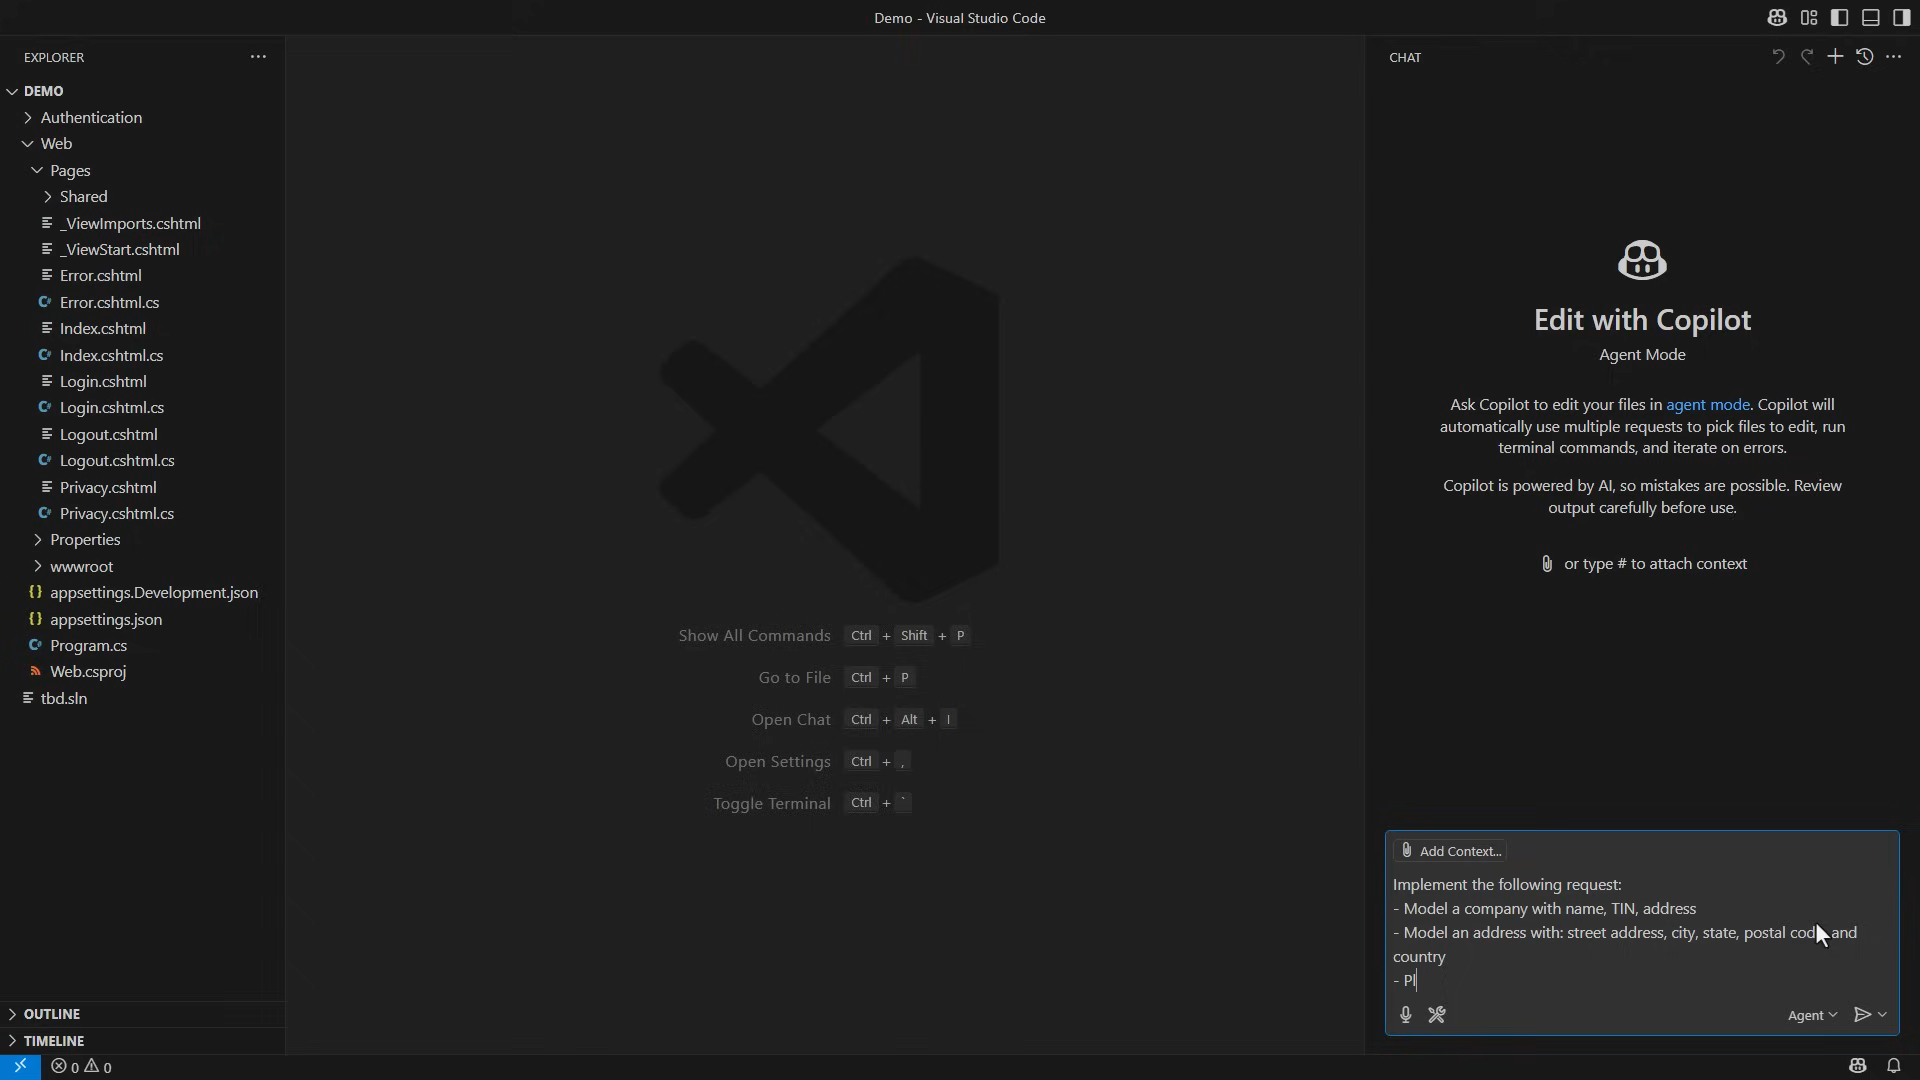 Demo - Visual Studio Code
EXPLORER
DEMO
Authentication
Web
Pages
Shared
_ViewImports.cshtml
_ViewStart.cshtml
Error.cshtml
Error.cshtml.cs
Index.cshtml
Index.cshtml.cs
Login.cshtml
Login.cshtml.cs
Logout.cshtml
Logout.cshtml.cs
Privacy.cshtml
Privacy.cshtml.cs
Properties
wwwroot
appsettings.Development.json
appsettings.json
Program.cs
Web.csproj
tbd.sln
OUTLINE
TIMELINE
0 0
Show All Commands Ctrl + Shift + P
Go to File Ctrl + P
Open Chat Ctrl + Alt + I
Open Settings Ctrl + ,
Toggle Terminal Ctrl + `
CHAT
Edit with Copilot
Agent Mode
Ask Copilot to edit your files in agent mode. Copilot will
automatically use multiple requests to pick files to edit, run
terminal commands, and iterate on errors.
Copilot is powered by AI, so mistakes are possible. Review
output carefully before use.
or type # to attach context
Add Context...
Implement the following request:
- Model a company with name, TIN, address
- Model an address with: street address, city, state, postal code and
country
- Pl
Agent